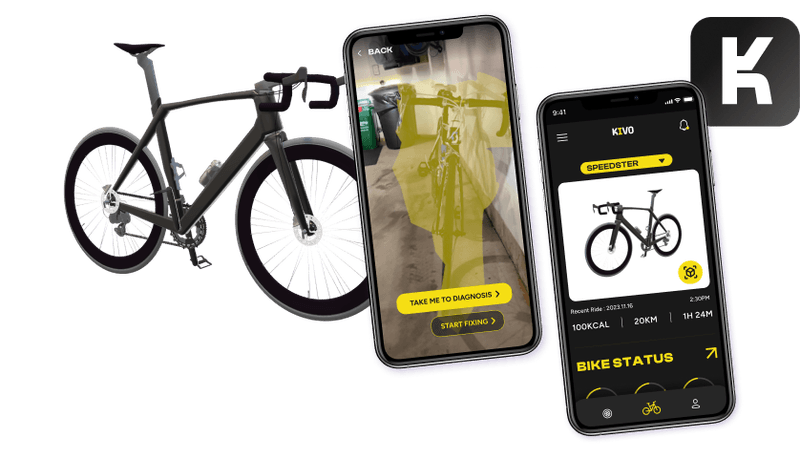 BACK
TAKE ME TO DIAGNOSIS
START FIXING
9:41
KIVO
SPEEDSTER
Recent Ride : 2023.11.16
2:30PM
100KCAL
20KM
1H 24M
BIKE STATUS
K